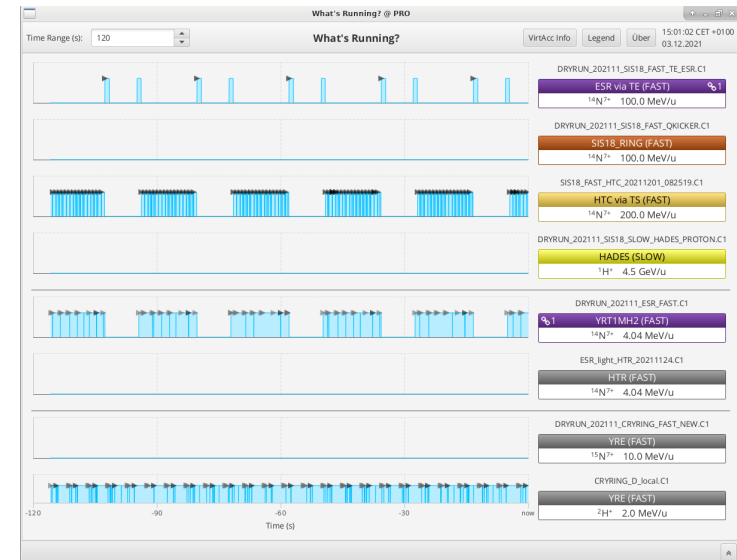 What's Running? @ PRO
Time Range (s): 120
What's Running?
VirtAcc Info
Legend
Über
15:01:02 CET +0100
03.12.2021
DRYRUN_202111_SIS18_FAST_TE_ESR.C1
ESR via TE (FAST) 1
¹⁴N⁷⁺ 100.0 MeV/u
DRYRUN_202111_SIS18_FAST_QKICKER.C1
SIS18_RING (FAST)
¹⁴N⁷⁺ 100.0 MeV/u
SIS18_FAST_HTC_20211201_082519.C1
HTC via TS (FAST)
¹⁴N⁷⁺ 200.0 MeV/u
DRYRUN_202111_SIS18_SLOW_HADES_PROTON.C1
HADES (SLOW)
¹H⁺ 4.5 GeV/u
DRYRUN_202111_ESR_FAST.C1
1 YRT1MH2 (FAST)
¹⁴N⁷⁺ 4.04 MeV/u
ESR_light_HTR_20211124.C1
HTR (FAST)
¹⁴N⁷⁺ 4.04 MeV/u
DRYRUN_202111_CRYRING_FAST_NEW.C1
YRE (FAST)
¹⁵N⁷⁺ 10.0 MeV/u
CRYRING_D_local.C1
YRE (FAST)
²H⁺ 2.0 MeV/u
-120 -90 -60 -30 now
Time (s)